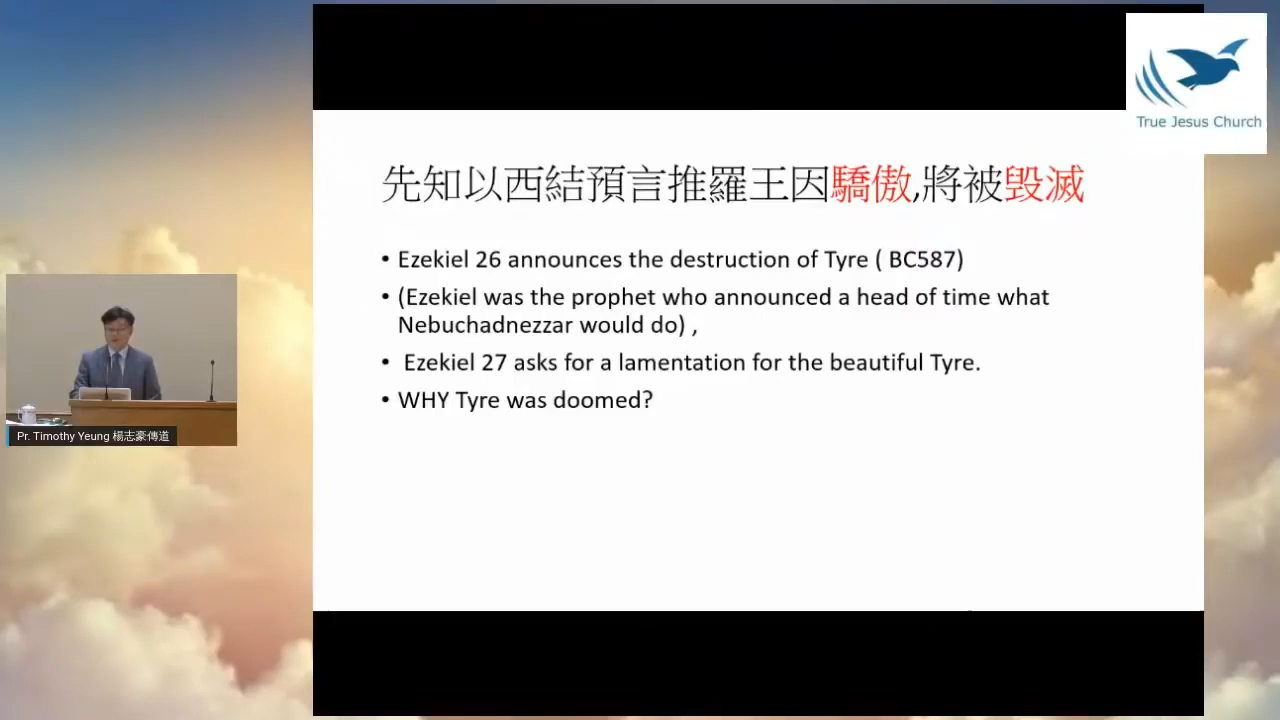 True Jesus Church
先知以西結預言推羅王因驕傲,將被毀滅
• Ezekiel 26 announces the destruction of Tyre ( BC587)
• (Ezekiel was the prophet who announced a head of time what
Nebuchadnezzar would do) ,
• Ezekiel 27 asks for a lamentation for the beautiful Tyre.
• WHY Tyre was doomed?
Pr. Timothy Yeung 楊志豪傳道